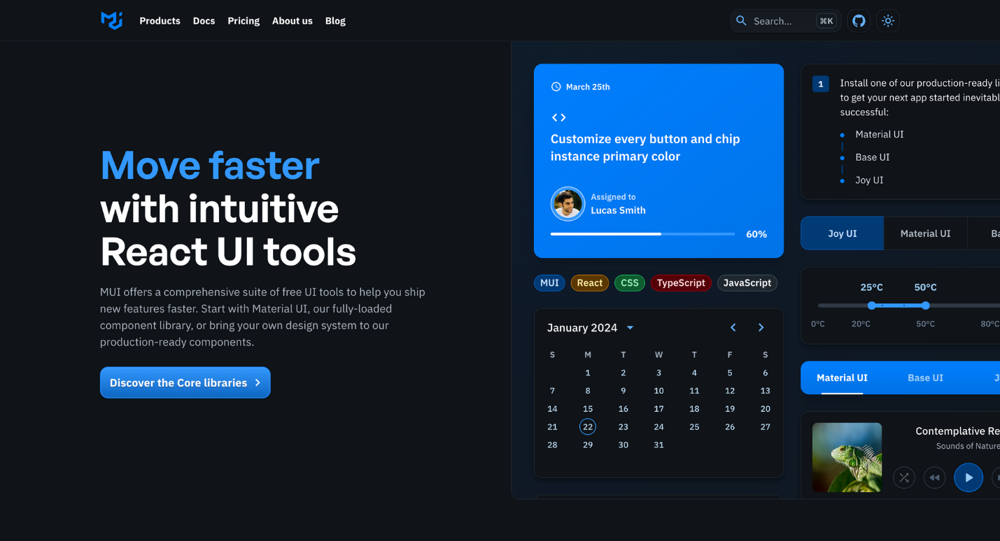 Products Docs Pricing About us Blog
Search... ⌘K
Move faster
with intuitive
React UI tools
MUI offers a comprehensive suite of free UI tools to help you ship
new features faster. Start with Material UI, our fully-loaded
component library, or bring your own design system to our
production-ready components.
Discover the Core libraries
March 25th
Customize every button and chip
instance primary color
Assigned to
Lucas Smith
60%
MUI React CSS TypeScript JavaScript
January 2024
S M T W T F S
1 2 3 4 5 6
7 8 9 10 11 12 13
14 15 16 17 18 19 20
21 22 23 24 25 26 27
28 29 30 31
1
Install one of our production-ready li
to get your next app started inevitabl
successful:
Material UI
Base UI
Joy UI
Joy UI Material UI Ba
25°C 50°C
0°C 20°C 50°C 80°C
Material UI Base UI J
Contemplative Re
Sounds of Nature